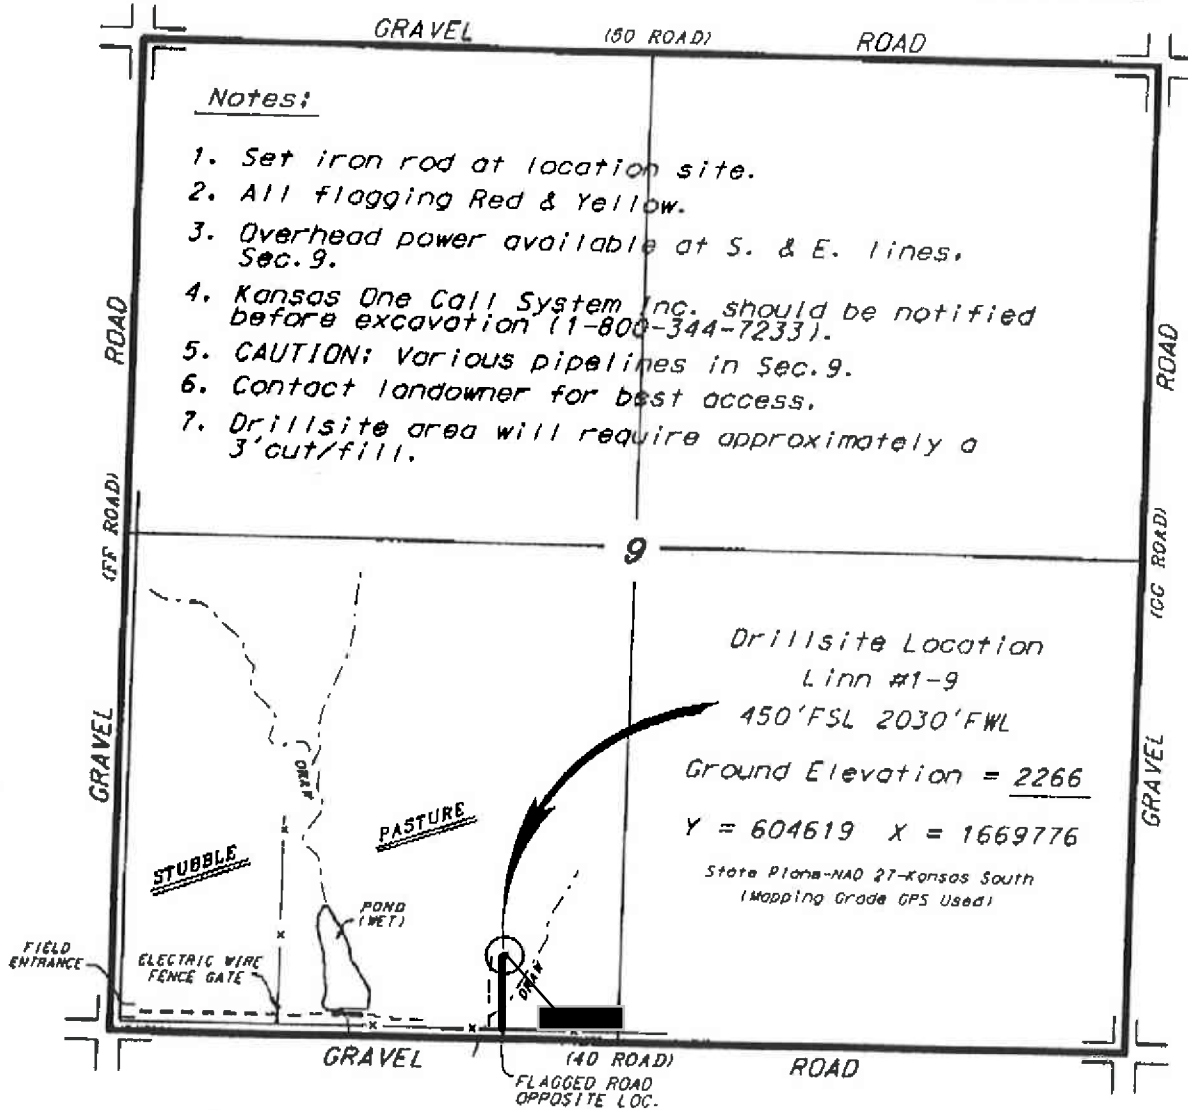 GRAVEL (50 ROAD) ROAD
Notes:
1. Set iron rod at location site.
2. All flagging Red & Yellow.
3. Overhead power available at S. & E. lines,
Sec. 9.
4. Kansas One Call System Inc. should be notified
before excavation (1-800-344-7233).
5. CAUTION: Various pipelines in Sec. 9.
6. Contact landowner for best access.
7. Drillsite area will require approximately a
3' cut/fill.
ROAD
(FF ROAD)
GRAVEL
ROAD
(GG ROAD)
GRAVEL
9
Drillsite Location
Linn #1-9
450'FSL 2030'FWL
Ground Elevation = 2266
Y = 604619 X = 1669776
State Plane-NAD 27-Kansas South
(Mapping Grade GPS Used)
DRAW
PASTURE
STUBBLE
POND
(WET)
FIELD
ENTRANCE
ELECTRIC WIRE
FENCE GATE
DRAW
GRAVEL (40 ROAD) ROAD
FLAGGED ROAD
OPPOSITE LOC.